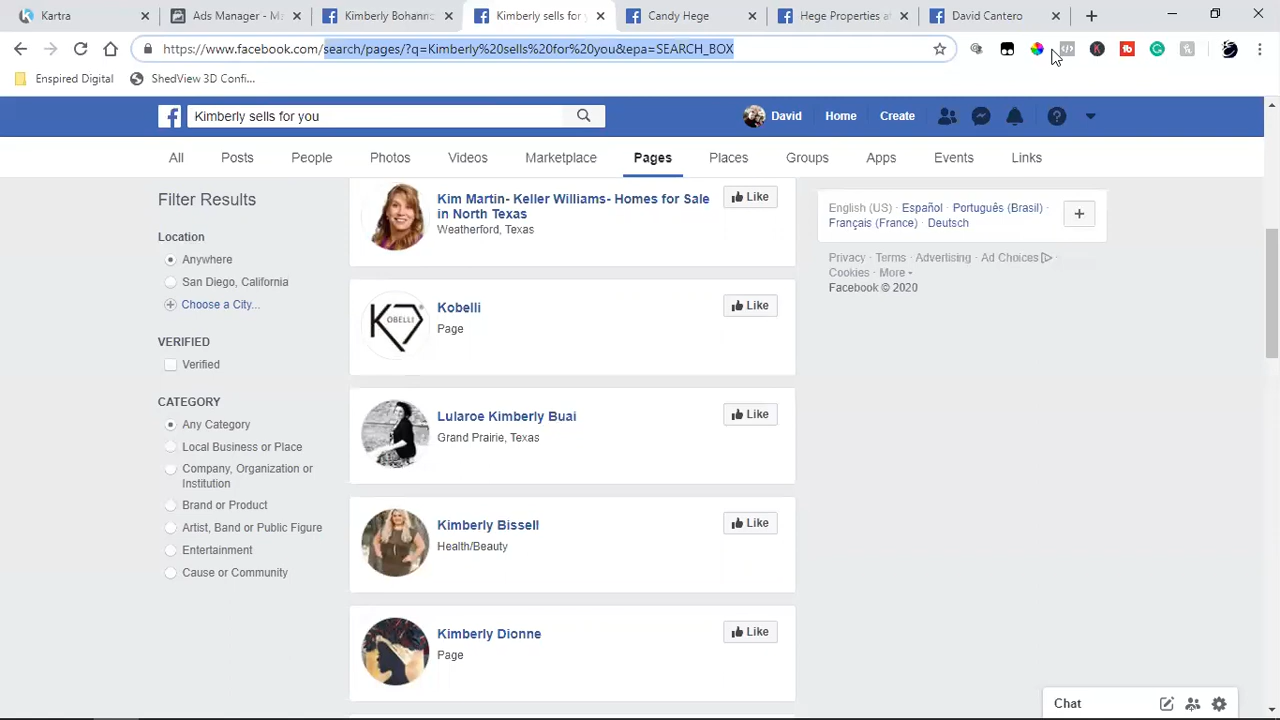 Kartra
Ads Manager - Ma
Kimberly Bohanno
Kimberly sells for y
Candy Hege
Hege Properties at
David Cantero
https://www.facebook.com/search/pages/?q=Kimberly%20sells%20for%20you&epa=SEARCH_BOX
Enspired Digital
ShedView 3D Confi...
Kimberly sells for you
David
Home
Create
All
Posts
People
Photos
Videos
Marketplace
Pages
Places
Groups
Apps
Events
Links
Filter Results
Location
Anywhere
San Diego, California
Choose a City...
VERIFIED
Verified
CATEGORY
Any Category
Local Business or Place
Company, Organization or
Institution
Brand or Product
Artist, Band or Public Figure
Entertainment
Cause or Community
Kim Martin- Keller Williams- Homes for Sale
in North Texas
Weatherford, Texas
Like
KOBELLI
Kobelli
Page
Like
Lularoe Kimberly Buai
Grand Prairie, Texas
Like
Kimberly Bissell
Health/Beauty
Like
Kimberly Dionne
Page
Like
English (US) · Español · Português (Brasil) ·
Français (France) · Deutsch
Privacy · Terms · Advertising · Ad Choices ·
Cookies · More
Facebook © 2020
Chat